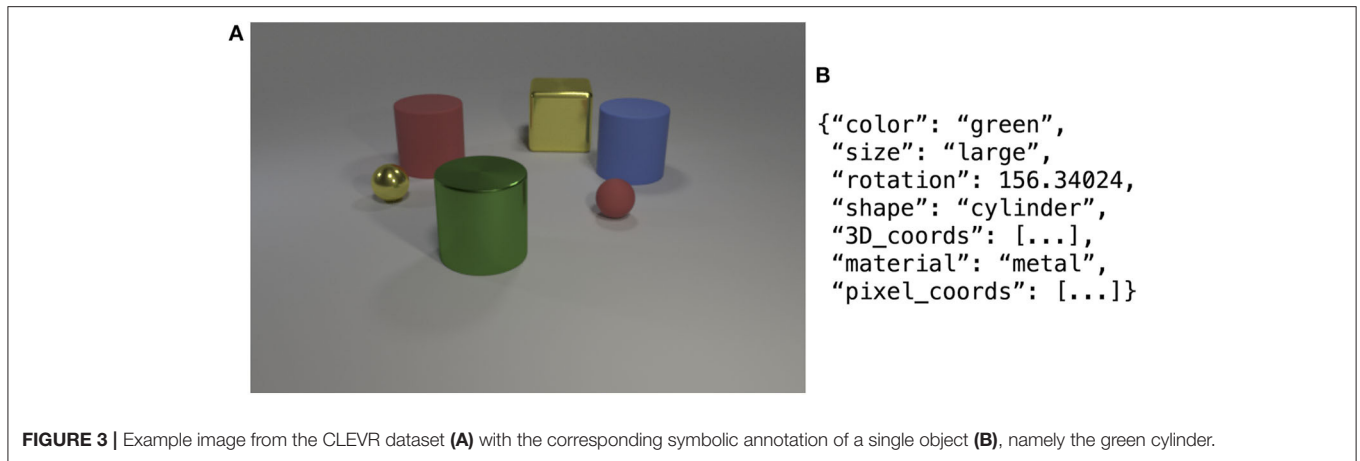 A
B
{“color”: “green”,
“size”: “large”,
“rotation”: 156.34024,
“shape”: “cylinder”,
“3D_coords”: [...],
“material”: “metal”,
“pixel_coords”: [...]}
FIGURE 3 | Example image from the CLEVR dataset (A) with the corresponding symbolic annotation of a single object (B), namely the green cylinder.